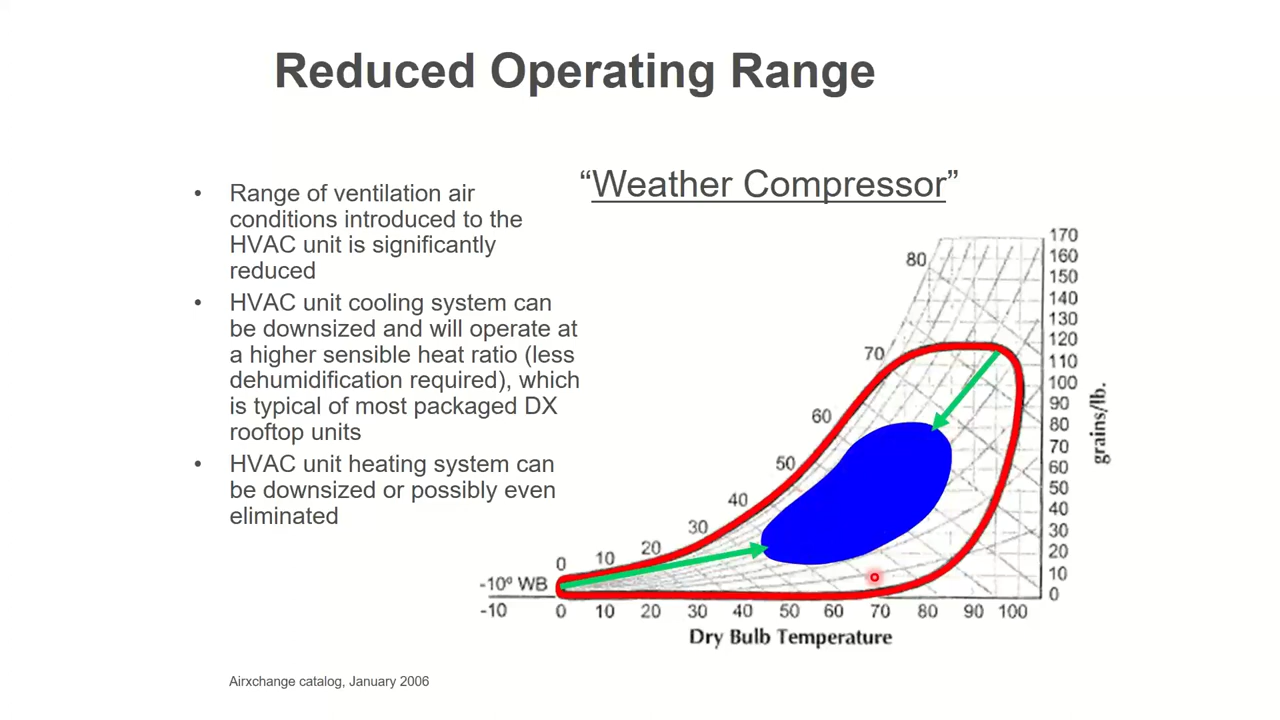 Reduced Operating Range
“Weather Compressor”
• Range of ventilation air
conditions introduced to the
HVAC unit is significantly
reduced
• HVAC unit cooling system can
be downsized and will operate at
a higher sensible heat ratio (less
dehumidification required), which
is typical of most packaged DX
rooftop units
• HVAC unit heating system can
be downsized or possibly even
eliminated
170
160
150
140
130
120
110
100
90
80
70
60
50
40
30
20
10
0
grains/lb.
80
70
60
50
40
30
20
10
0
-10º WB
-10 0 10 20 30 40 50 60 70 80 90 100
Dry Bulb Temperature
Airxchange catalog, January 2006